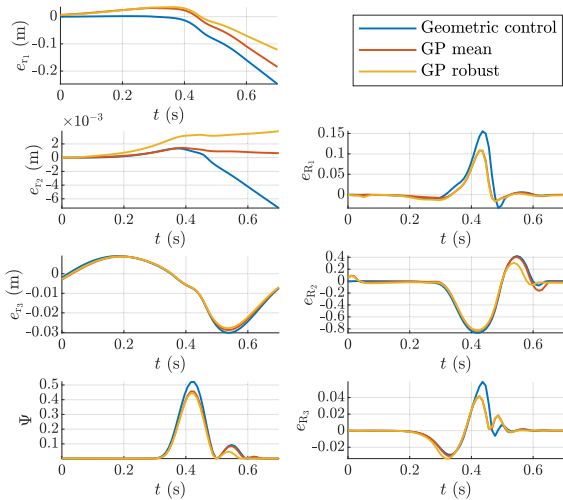 e_{r_1} (m)
0
-0.1
-0.2
0 0.2 0.4 0.6
t (s)
Geometric control
GP mean
GP robust
×10^{-3}
e_{r_2} (m)
2
0
-2
-4
-6
0 0.2 0.4 0.6
t (s)
e_{R_1}
0.15
0.1
0.05
0
0 0.2 0.4 0.6
t (s)
e_{r_3} (m)
0
-0.01
-0.02
-0.03
0 0.2 0.4 0.6
t (s)
e_{R_2}
0.4
0.2
0
-0.2
-0.4
-0.6
-0.8
0 0.2 0.4 0.6
t (s)
Ψ
0.5
0.4
0.3
0.2
0.1
0 0.2 0.4 0.6
t (s)
e_{R_3}
0.04
0.02
0
-0.02
0 0.2 0.4 0.6
t (s)